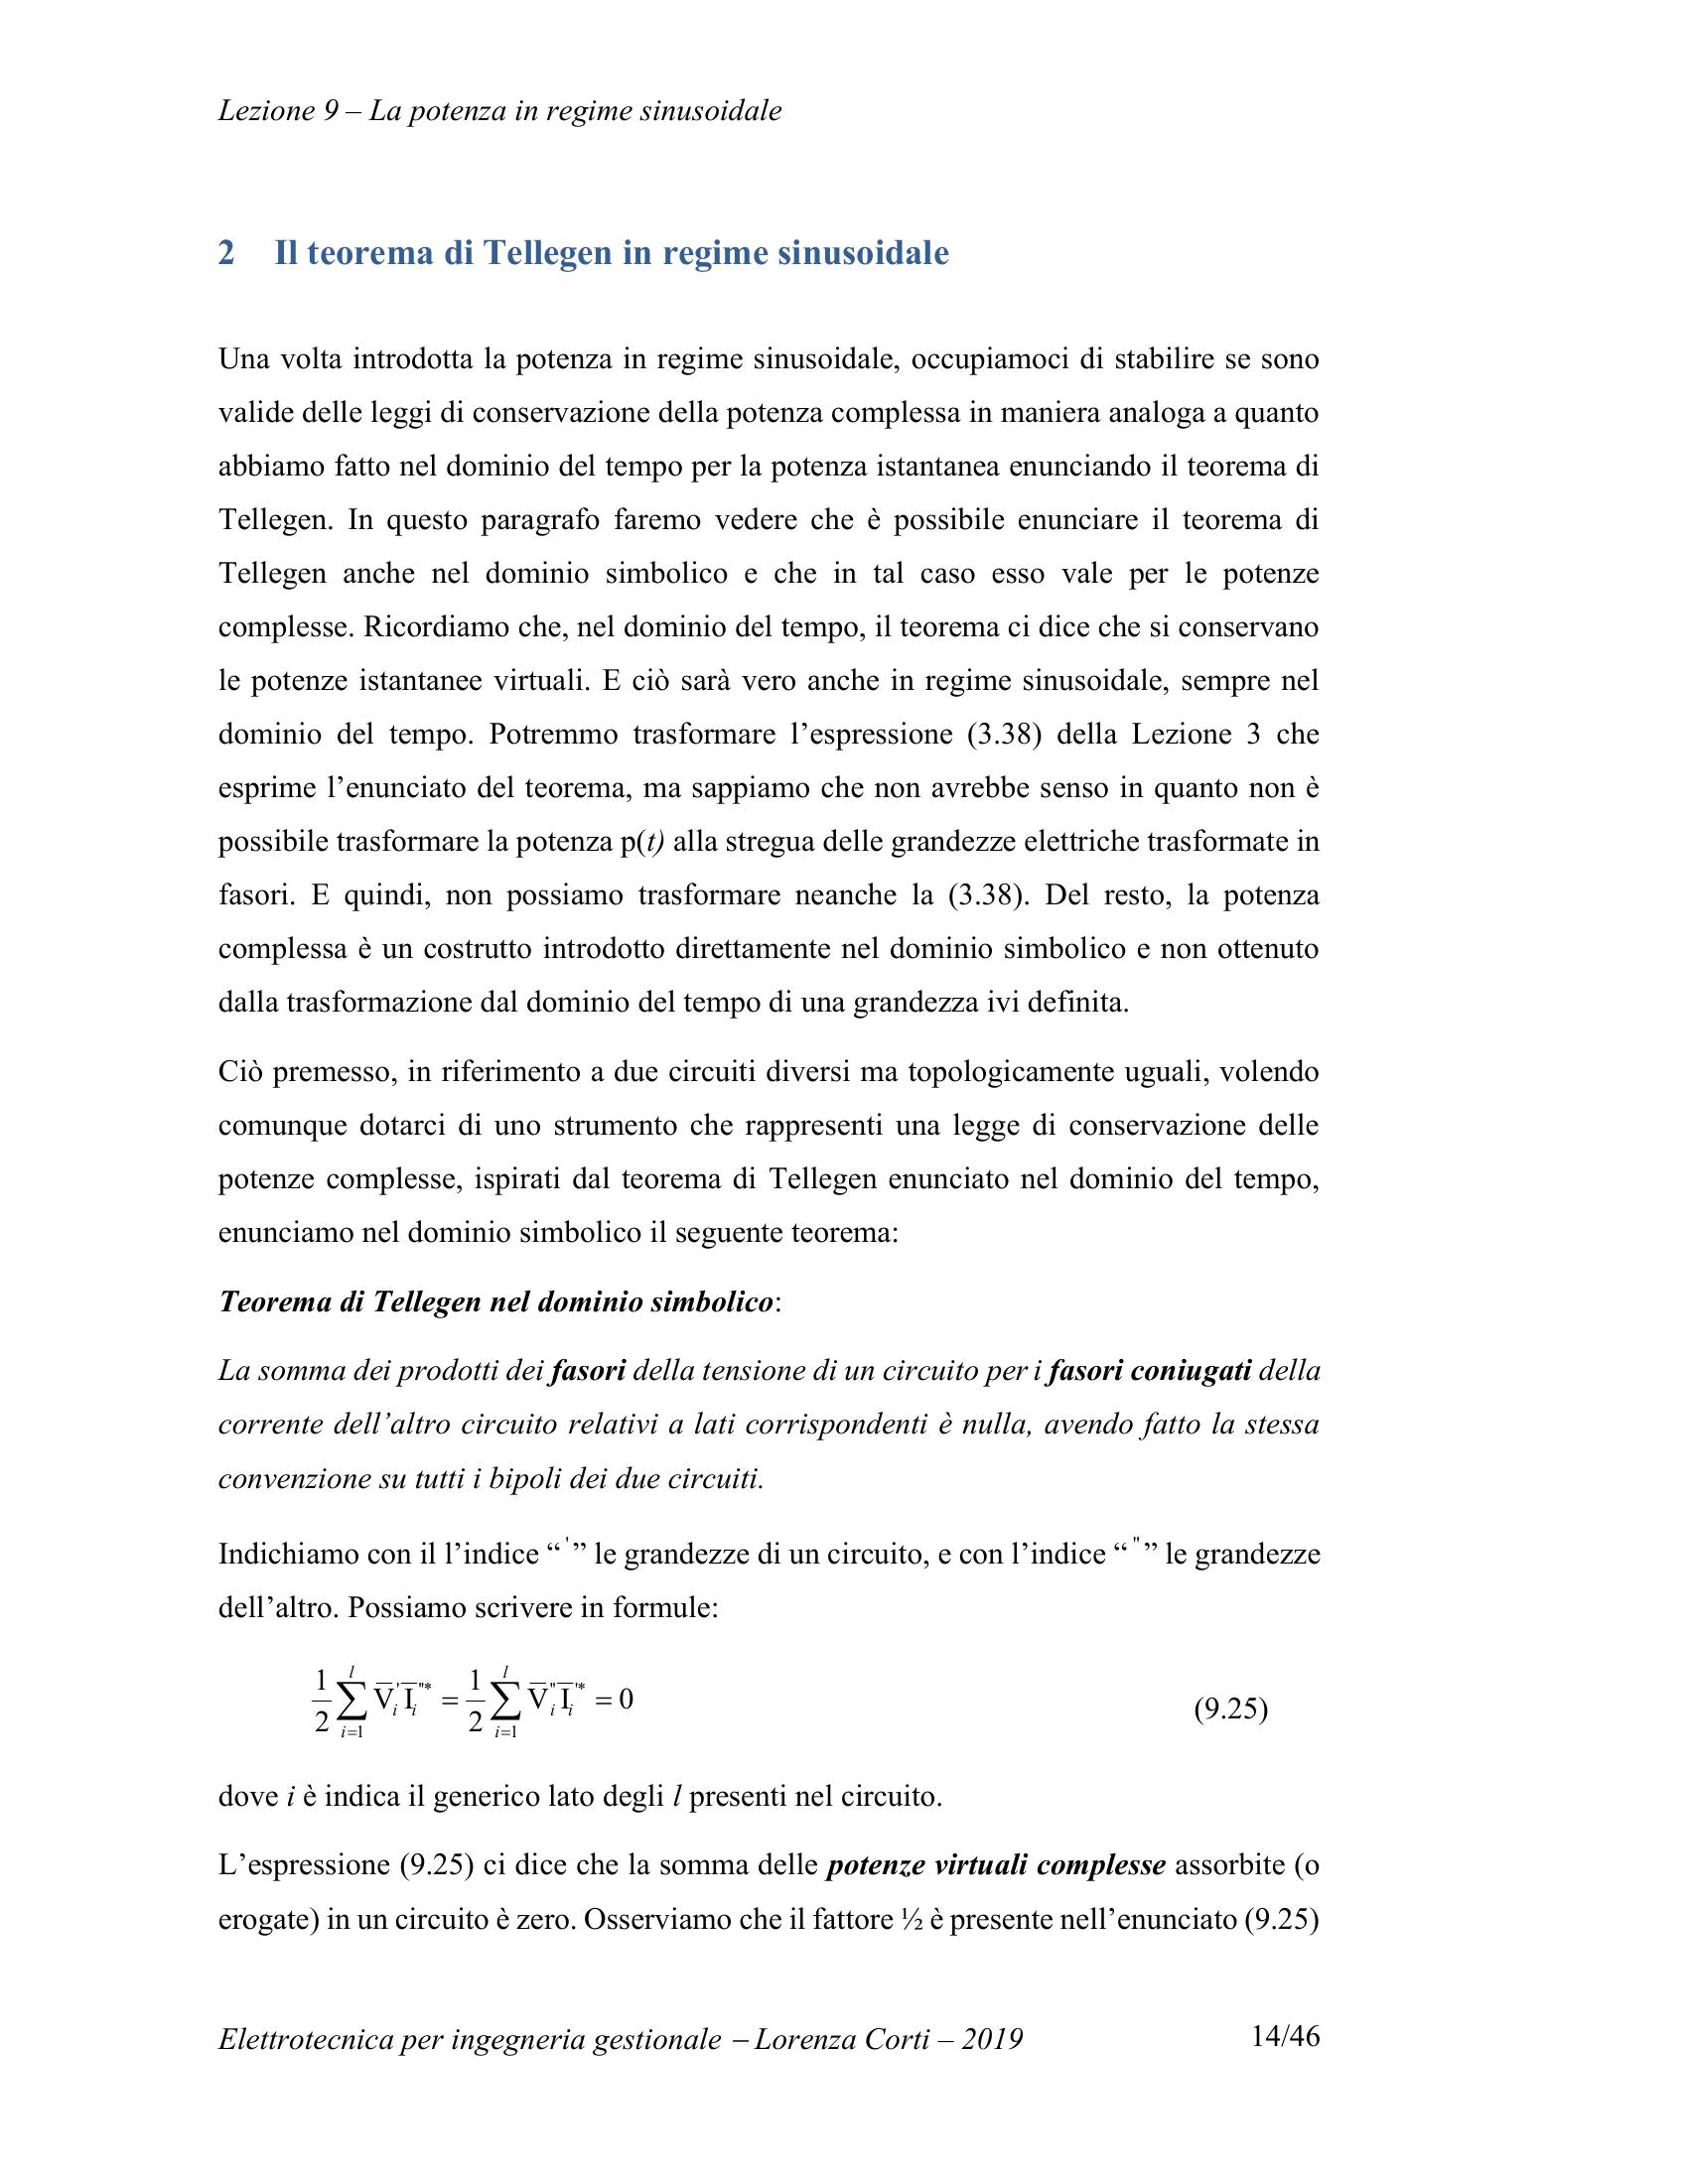 Lezione 9 – La potenza in regime sinusoidale
2 Il teorema di Tellegen in regime sinusoidale
Una volta introdotta la potenza in regime sinusoidale, occupiamoci di stabilire se sono
valide delle leggi di conservazione della potenza complessa in maniera analoga a quanto
abbiamo fatto nel dominio del tempo per la potenza istantanea enunciando il teorema di
Tellegen. In questo paragrafo faremo vedere che è possibile enunciare il teorema di
Tellegen anche nel dominio simbolico e che in tal caso esso vale per le potenze
complesse. Ricordiamo che, nel dominio del tempo, il teorema ci dice che si conservano
le potenze istantanee virtuali. E ciò sarà vero anche in regime sinusoidale, sempre nel
dominio del tempo. Potremmo trasformare l’espressione (3.38) della Lezione 3 che
esprime l’enunciato del teorema, ma sappiamo che non avrebbe senso in quanto non è
possibile trasformare la potenza p(t) alla stregua delle grandezze elettriche trasformate in
fasori. E quindi, non possiamo trasformare neanche la (3.38). Del resto, la potenza
complessa è un costrutto introdotto direttamente nel dominio simbolico e non ottenuto
dalla trasformazione dal dominio del tempo di una grandezza ivi definita.
Ciò premesso, in riferimento a due circuiti diversi ma topologicamente uguali, volendo
comunque dotarci di uno strumento che rappresenti una legge di conservazione delle
potenze complesse, ispirati dal teorema di Tellegen enunciato nel dominio del tempo,
enunciamo nel dominio simbolico il seguente teorema:
Teorema di Tellegen nel dominio simbolico:
La somma dei prodotti dei fasori della tensione di un circuito per i fasori coniugati della
corrente dell’altro circuito relativi a lati corrispondenti è nulla, avendo fatto la stessa
convenzione su tutti i bipoli dei due circuiti.
Indichiamo con il l’indice “ ' ” le grandezze di un circuito, e con l’indice “ " ” le grandezze
dell’altro. Possiamo scrivere in formule:
$\frac{1}{2}\sum_{i=1}^{l} \overline{V}_i^{'} \overline{I}_i^{''*} = \frac{1}{2}\sum_{i=1}^{l} \overline{V}_i^{''} \overline{I}_i^{'*} = 0$ (9.25)
dove i è indica il generico lato degli l presenti nel circuito.
L’espressione (9.25) ci dice che la somma delle potenze virtuali complesse assorbite (o
erogate) in un circuito è zero. Osserviamo che il fattore ½ è presente nell’enunciato (9.25)
Elettrotecnica per ingegneria gestionale – Lorenza Corti – 2019 14/46